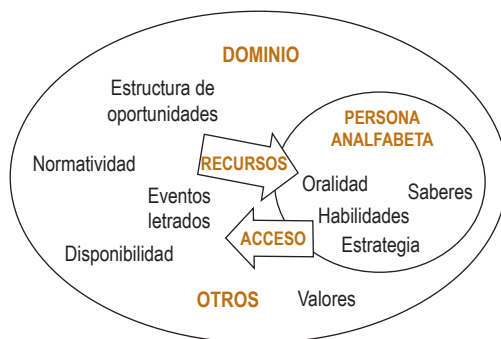 DOMINIO
Estructura de
oportunidades
PERSONA
ANALFABETA
Normatividad
RECURSOS
Oralidad
Saberes
Eventos
letrados
Habilidades
ACCESO
Estrategia
Disponibilidad
OTROS
Valores